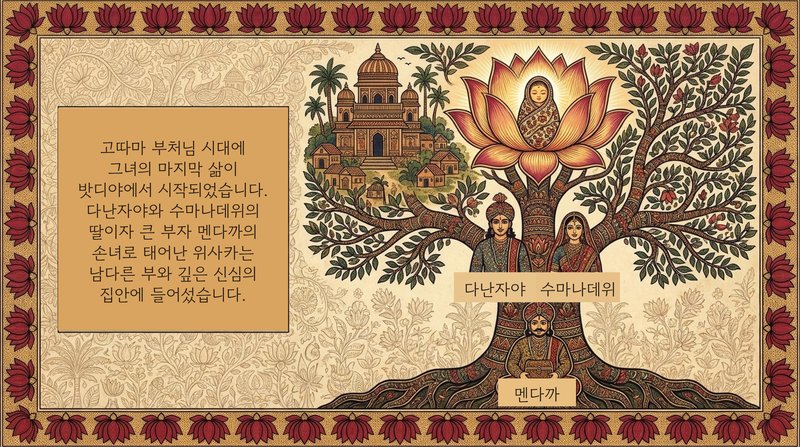 고따마 부처님 시대에
그녀의 마지막 삶이
밧디야에서 시작되었습니다.
다난자야와 수마나데위의
딸이자 큰 부자 멘다까의
손녀로 태어난 위사카는
남다른 부와 깊은 신심의
집안에 들어섰습니다.
다난자야 수마나데위
멘다까